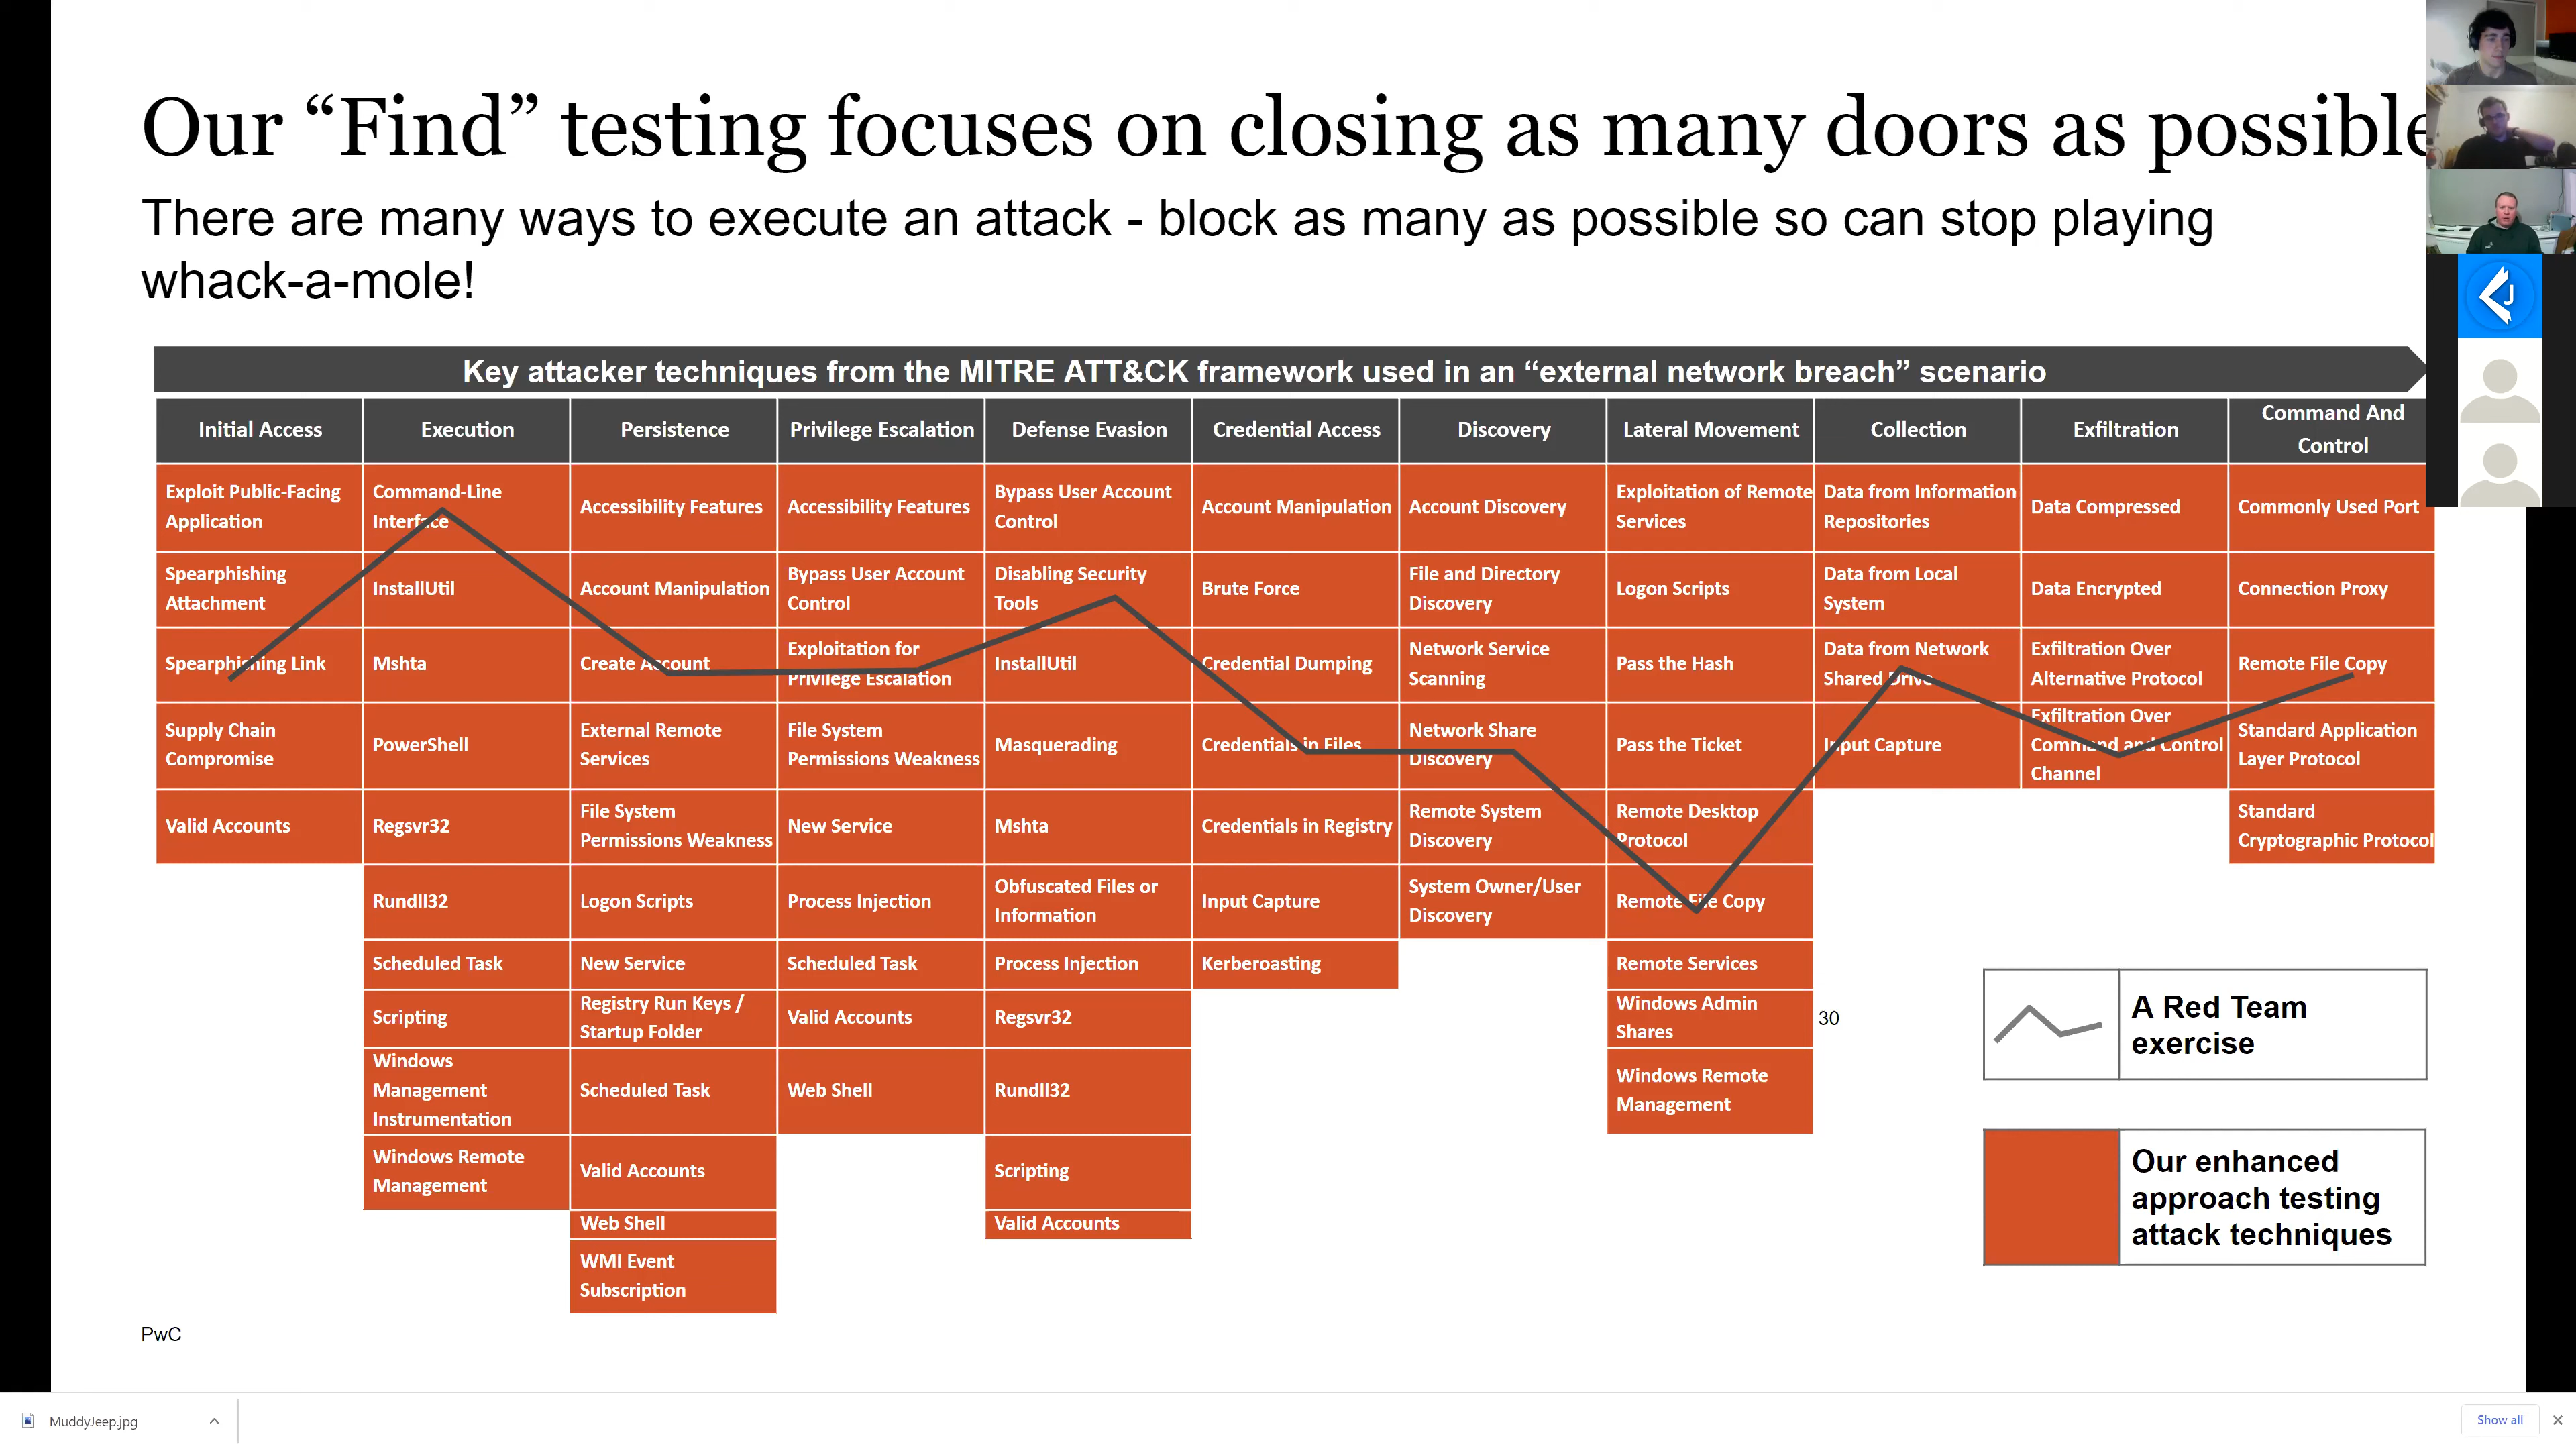 Our “Find” testing focuses on closing as many doors as possible
There are many ways to execute an attack - block as many as possible so can stop playing
whack-a-mole!
Key attacker techniques from the MITRE ATT&CK framework used in an “external network breach” scenario
Initial Access
Exploit Public-Facing
Application
Spearphishing
Attachment
Spearphishing Link
Supply Chain
Compromise
Valid Accounts
Execution
Command-Line
Interface
InstallUtil
Mshta
PowerShell
Regsvr32
Rundll32
Scheduled Task
Scripting
Windows
Management
Instrumentation
Windows Remote
Management
Persistence
Accessibility Features
Account Manipulation
Create Account
External Remote
Services
File System
Permissions Weakness
Logon Scripts
New Service
Registry Run Keys /
Startup Folder
Scheduled Task
Valid Accounts
Web Shell
WMI Event
Subscription
Privilege Escalation
Accessibility Features
Bypass User Account
Control
Exploitation for
Privilege Escalation
File System
Permissions Weakness
New Service
Process Injection
Scheduled Task
Valid Accounts
Web Shell
Defense Evasion
Bypass User Account
Control
Disabling Security
Tools
InstallUtil
Masquerading
Mshta
Obfuscated Files or
Information
Process Injection
Regsvr32
Rundll32
Scripting
Valid Accounts
Credential Access
Account Manipulation
Brute Force
Credential Dumping
Credentials in Files
Credentials in Registry
Input Capture
Kerberoasting
Discovery
Account Discovery
File and Directory
Discovery
Network Service
Scanning
Network Share
Discovery
Remote System
Discovery
System Owner/User
Discovery
Lateral Movement
Exploitation of Remote
Services
Logon Scripts
Pass the Hash
Pass the Ticket
Remote Desktop
Protocol
Remote File Copy
Remote Services
Windows Admin
Shares
Windows Remote
Management
Collection
Data from Information
Repositories
Data from Local
System
Data from Network
Shared Drive
Input Capture
Exfiltration
Data Compressed
Data Encrypted
Exfiltration Over
Alternative Protocol
Exfiltration Over
Command and Control
Channel
Command And
Control
Commonly Used Port
Connection Proxy
Remote File Copy
Standard Application
Layer Protocol
Standard
Cryptographic Protocol
30
A Red Team
exercise
Our enhanced
approach testing
attack techniques
PwC
J
MuddyJeep.jpg
Show all